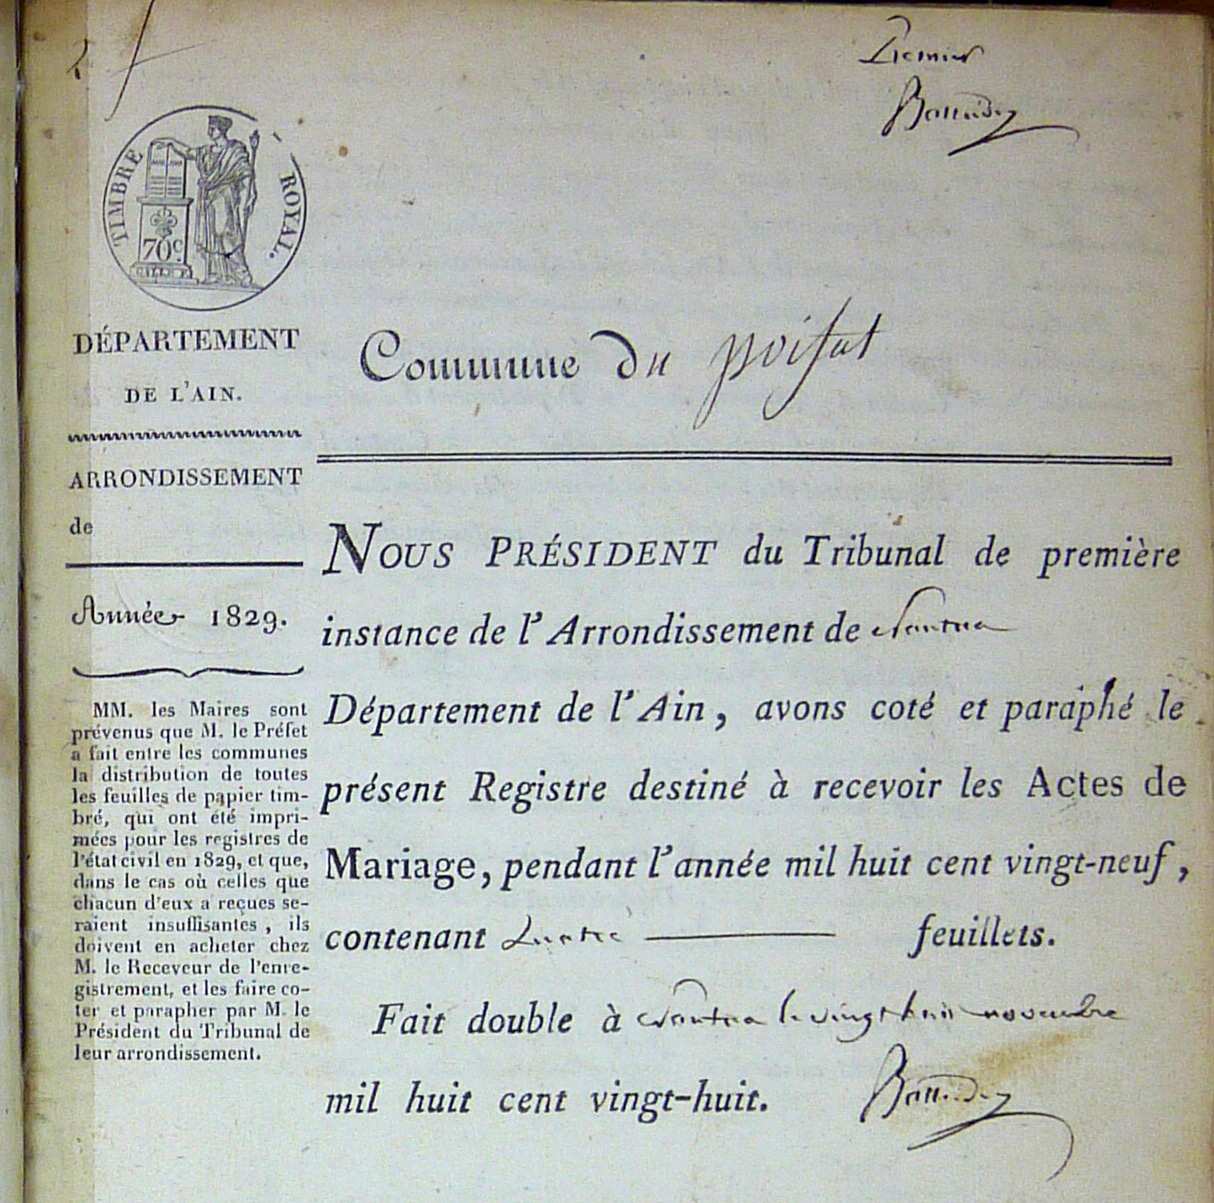 2
Premier
TIMBRE ROYAL.
70 c.
DÉPARTEMENT
DE L'AIN.
Commune du poisat
ARRONDISSEMENT
de
Année 1829.
MM. les Maires sont
prévenus que M. le Préfet
a fait entre les communes
la distribution de toutes
les feuilles de papier tim-
bré, qui ont été impri-
mées pour les registres de
l'état civil en 1829, et que,
dans le cas où celles que
chacun d'eux a reçues se-
raient insuffisantes, ils
doivent en acheter chez
M. le Receveur de l'enre-
gistrement, et les faire co-
ter et parapher par M. le
Président du Tribunal de
leur arrondissement.
NOUS PRÉSIDENT du Tribunal de première
instance de l'Arrondissement de Nantua
Département de l'Ain, avons coté et paraphé le
présent Registre destiné à recevoir les Actes de
Mariage, pendant l'année mil huit cent vingt-neuf,
contenant quatre feuillets.
Fait double à Nantua le vingt huit novembre
mil huit cent vingt-huit.